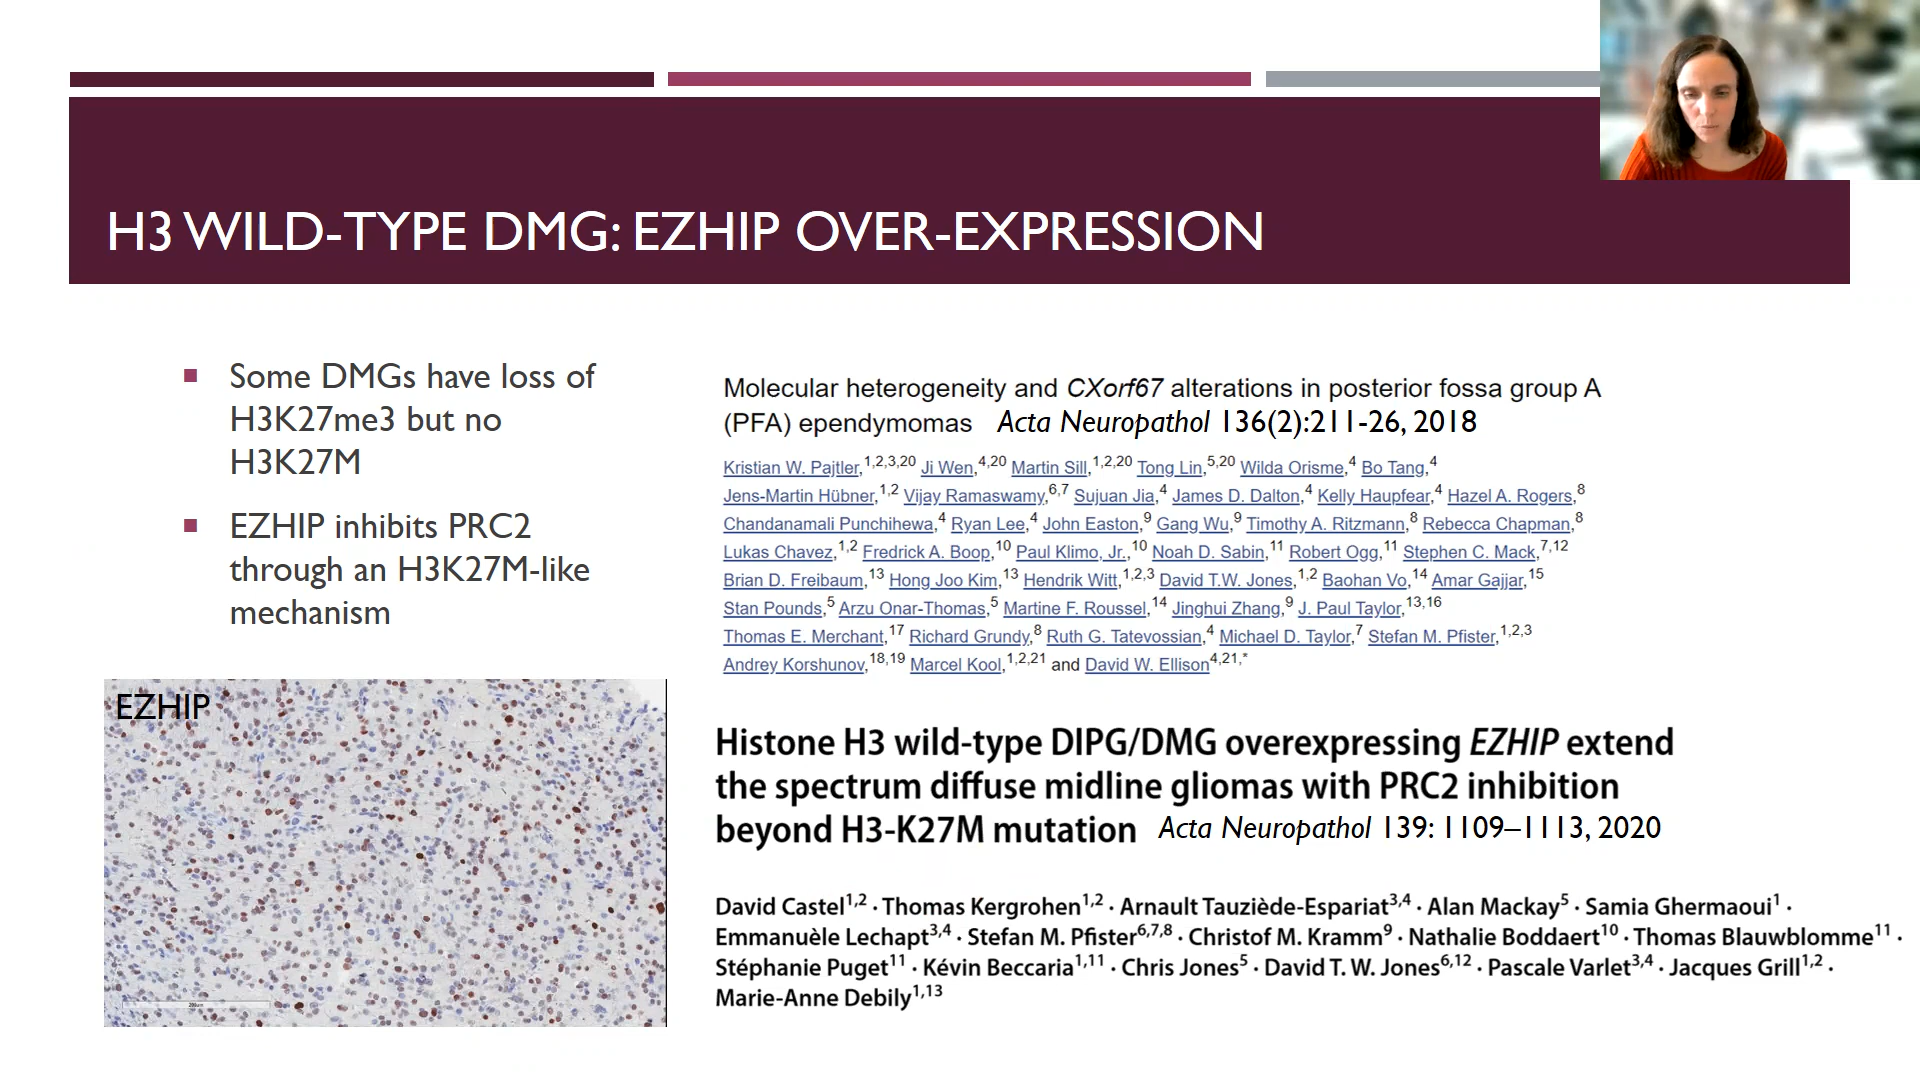 H3 WILD-TYPE DMG: EZHIP OVER-EXPRESSION
Some DMGs have loss of
H3K27me3 but no
H3K27M
EZHIP inhibits PRC2
through an H3K27M-like
mechanism
EZHIP
200um
Molecular heterogeneity and CXorf67 alterations in posterior fossa group A
(PFA) ependymomas Acta Neuropathol 136(2):211-26, 2018
Kristian W. Pajtler,1,2,3,20 Ji Wen,4,20 Martin Sill,1,2,20 Tong Lin,5,20 Wilda Orisme,4 Bo Tang,4
Jens-Martin Hübner,1,2 Vijay Ramaswamy,6,7 Sujuan Jia,4 James D. Dalton,4 Kelly Haupfear,4 Hazel A. Rogers,8
Chandanamali Punchihewa,4 Ryan Lee,4 John Easton,9 Gang Wu,9 Timothy A. Ritzmann,8 Rebecca Chapman,8
Lukas Chavez,1,2 Fredrick A. Boop,10 Paul Klimo, Jr.,10 Noah D. Sabin,11 Robert Ogg,11 Stephen C. Mack,7,12
Brian D. Freibaum,13 Hong Joo Kim,13 Hendrik Witt,1,2,3 David T.W. Jones,1,2 Baohan Vo,14 Amar Gajjar,15
Stan Pounds,5 Arzu Onar-Thomas,5 Martine F. Roussel,14 Jinghui Zhang,9 J. Paul Taylor,13,16
Thomas E. Merchant,17 Richard Grundy,8 Ruth G. Tatevossian,4 Michael D. Taylor,7 Stefan M. Pfister,1,2,3
Andrey Korshunov,18,19 Marcel Kool,1,2,21 and David W. Ellison4,21,*
Histone H3 wild-type DIPG/DMG overexpressing EZHIP extend
the spectrum diffuse midline gliomas with PRC2 inhibition
beyond H3-K27M mutation Acta Neuropathol 139: 1109–1113, 2020
David Castel1,2 · Thomas Kergrohen1,2 · Arnault Tauziède-Espariat3,4 · Alan Mackay5 · Samia Ghermaoui1 ·
Emmanuèle Lechapt3,4 · Stefan M. Pfister6,7,8 · Christof M. Kramm9 · Nathalie Boddaert10 · Thomas Blauwblomme11 ·
Stéphanie Puget11 · Kévin Beccaria1,11 · Chris Jones5 · David T. W. Jones6,12 · Pascale Varlet3,4 · Jacques Grill1,2 ·
Marie-Anne Debily1,13